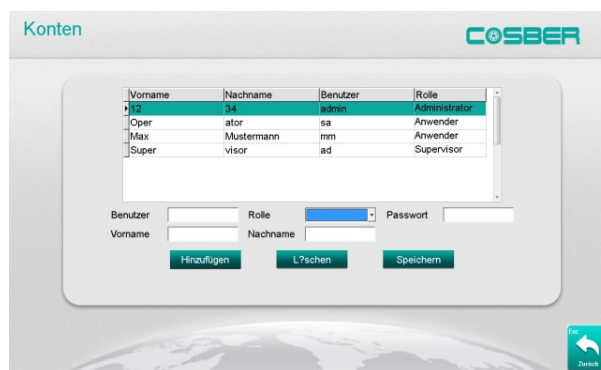 Konten
COSBER
Vorname Nachname Benutzer Rolle
12 34 admin Administrator
Oper ator sa Anwender
Max Mustermann mm Anwender
Super visor ad Supervisor
Benutzer Rolle Passwort
Vorname Nachname
Hinzufügen L?schen Speichern
Esc
Zurück